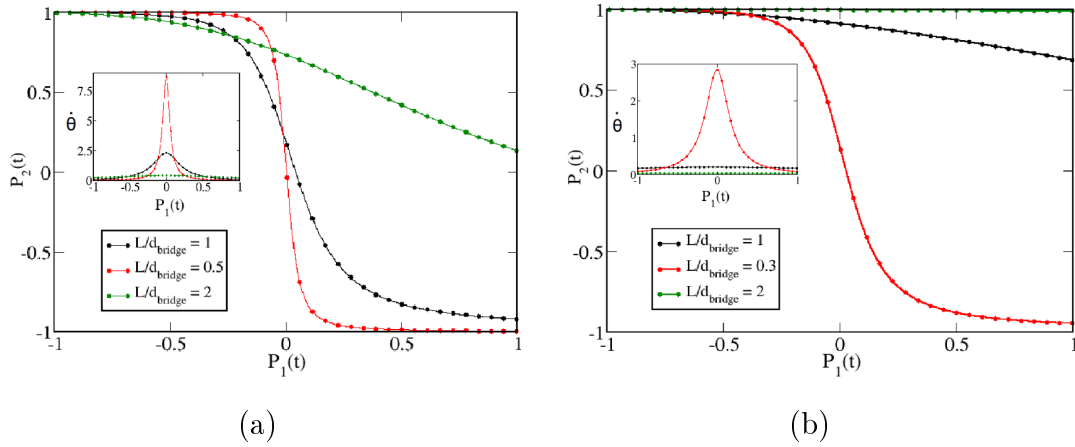 1
0.5
0
-0.5
-1
P2(t)
-1
-0.5
0
0.5
1
P1(t)
7.5
5
2.5
0
θ̇
-1
-0.5
0
0.5
1
P1(t)
L/dbridge = 1
L/dbridge = 0.5
L/dbridge = 2
(a)
1
0.5
0
-0.5
-1
P2(t)
-1
-0.5
0
0.5
1
P1(t)
3
2
1
0
θ̇
-1
0
1
P1(t)
L/dbridge = 1
L/dbridge = 0.3
L/dbridge = 2
(b)